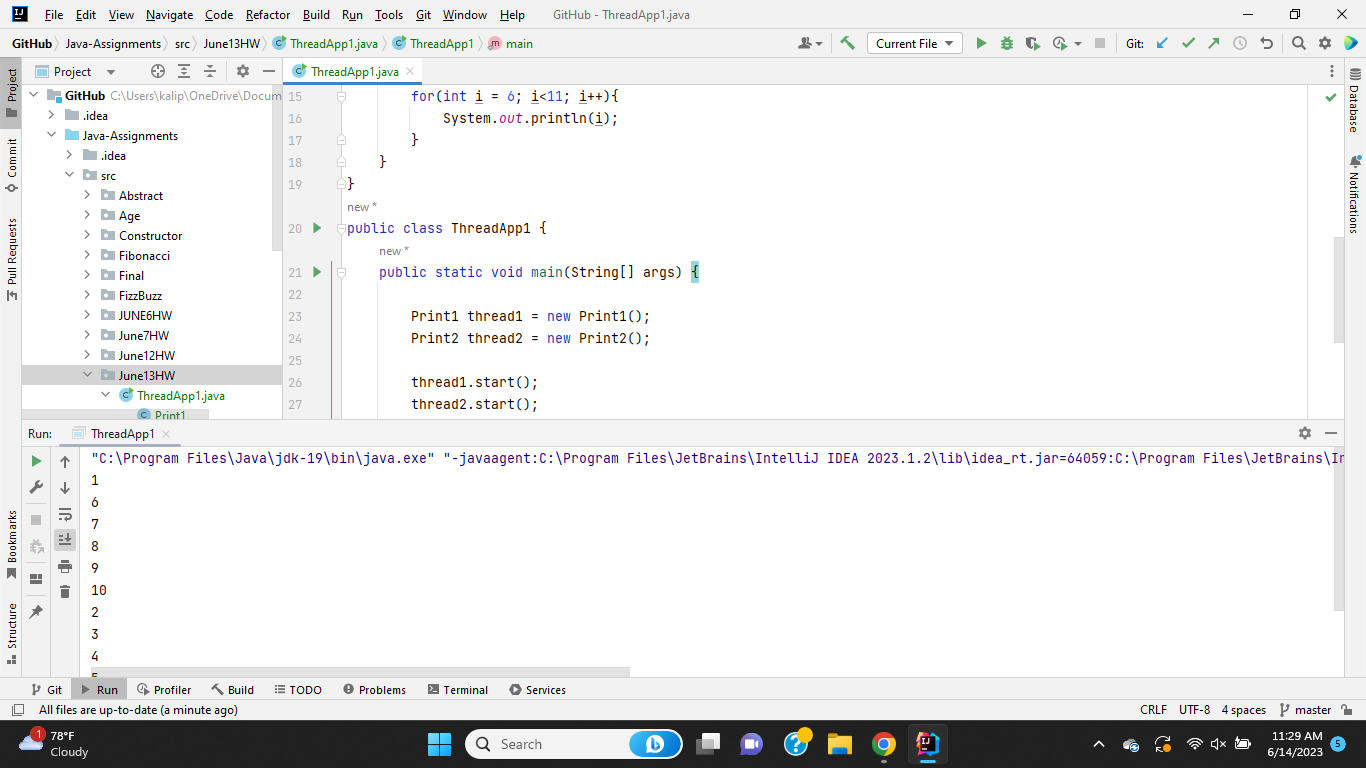 File Edit View Navigate Code Refactor Build Run Tools Git Window Help GitHub - ThreadApp1.java
GitHub Java-Assignments src June13HW ThreadApp1.java ThreadApp1 main Current File Git:
Project ThreadApp1.java
Project
Commit
Pull Requests
Bookmarks
Structure
GitHub C:\Users\kalip\OneDrive\Docum
.idea
Java-Assignments
.idea
src
Abstract
Age
Constructor
Fibonacci
Final
FizzBuzz
JUNE6HW
June7HW
June12HW
June13HW
ThreadApp1.java
Print1
15 for(int i = 6; i<11; i++){
16 System.out.println(i);
17 }
18 }
19 }
new *
20 public class ThreadApp1 {
new *
21 public static void main(String[] args) {
22
23 Print1 thread1 = new Print1();
24 Print2 thread2 = new Print2();
25
26 thread1.start();
27 thread2.start();
Database
Notifications
Run: ThreadApp1
"C:\Program Files\Java\jdk-19\bin\java.exe" "-javaagent:C:\Program Files\JetBrains\IntelliJ IDEA 2023.1.2\lib\idea_rt.jar=64059:C:\Program Files\JetBrains\In
1
6
7
8
9
10
2
3
4
5
Git Run Profiler Build TODO Problems Terminal Services
All files are up-to-date (a minute ago) CRLF UTF-8 4 spaces master
1 78°F
Cloudy
Search
11:29 AM
6/14/2023 5